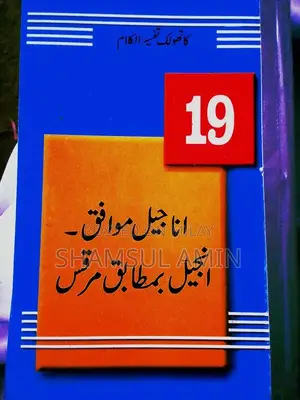 کاتھولک تفسیر الکلام
19
اناجیل موافق۔
SHAMSUL AMIN
انجیل بمطابق مرقس